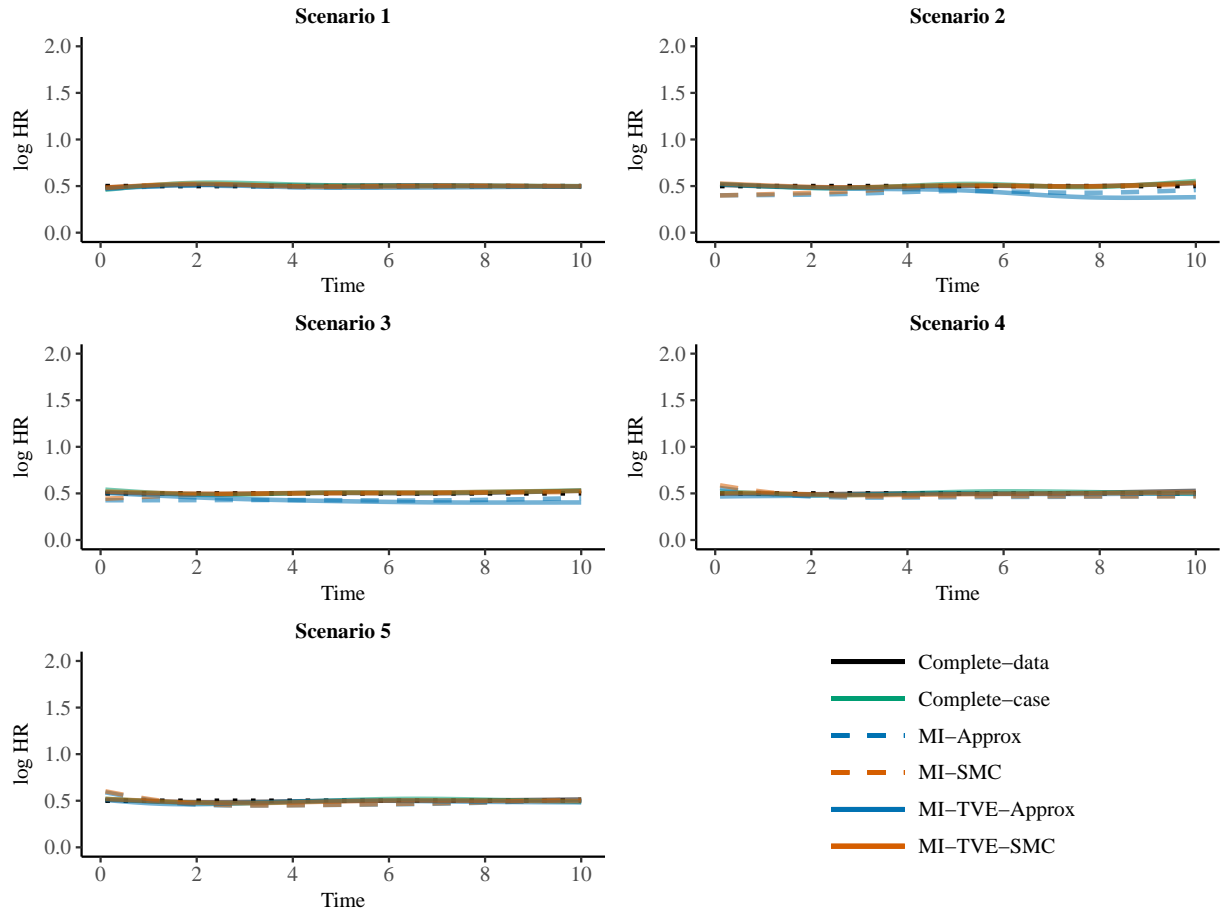 Scenario 1
2.0
1.5
1.0
0.5
0.0
log HR
0 2 4 6 8 10
Time
Scenario 2
2.0
1.5
1.0
0.5
0.0
log HR
0 2 4 6 8 10
Time
Scenario 3
2.0
1.5
1.0
0.5
0.0
log HR
0 2 4 6 8 10
Time
Scenario 4
2.0
1.5
1.0
0.5
0.0
log HR
0 2 4 6 8 10
Time
Scenario 5
2.0
1.5
1.0
0.5
0.0
log HR
0 2 4 6 8 10
Time
Complete−data
Complete−case
MI−Approx
MI−SMC
MI−TVE−Approx
MI−TVE−SMC